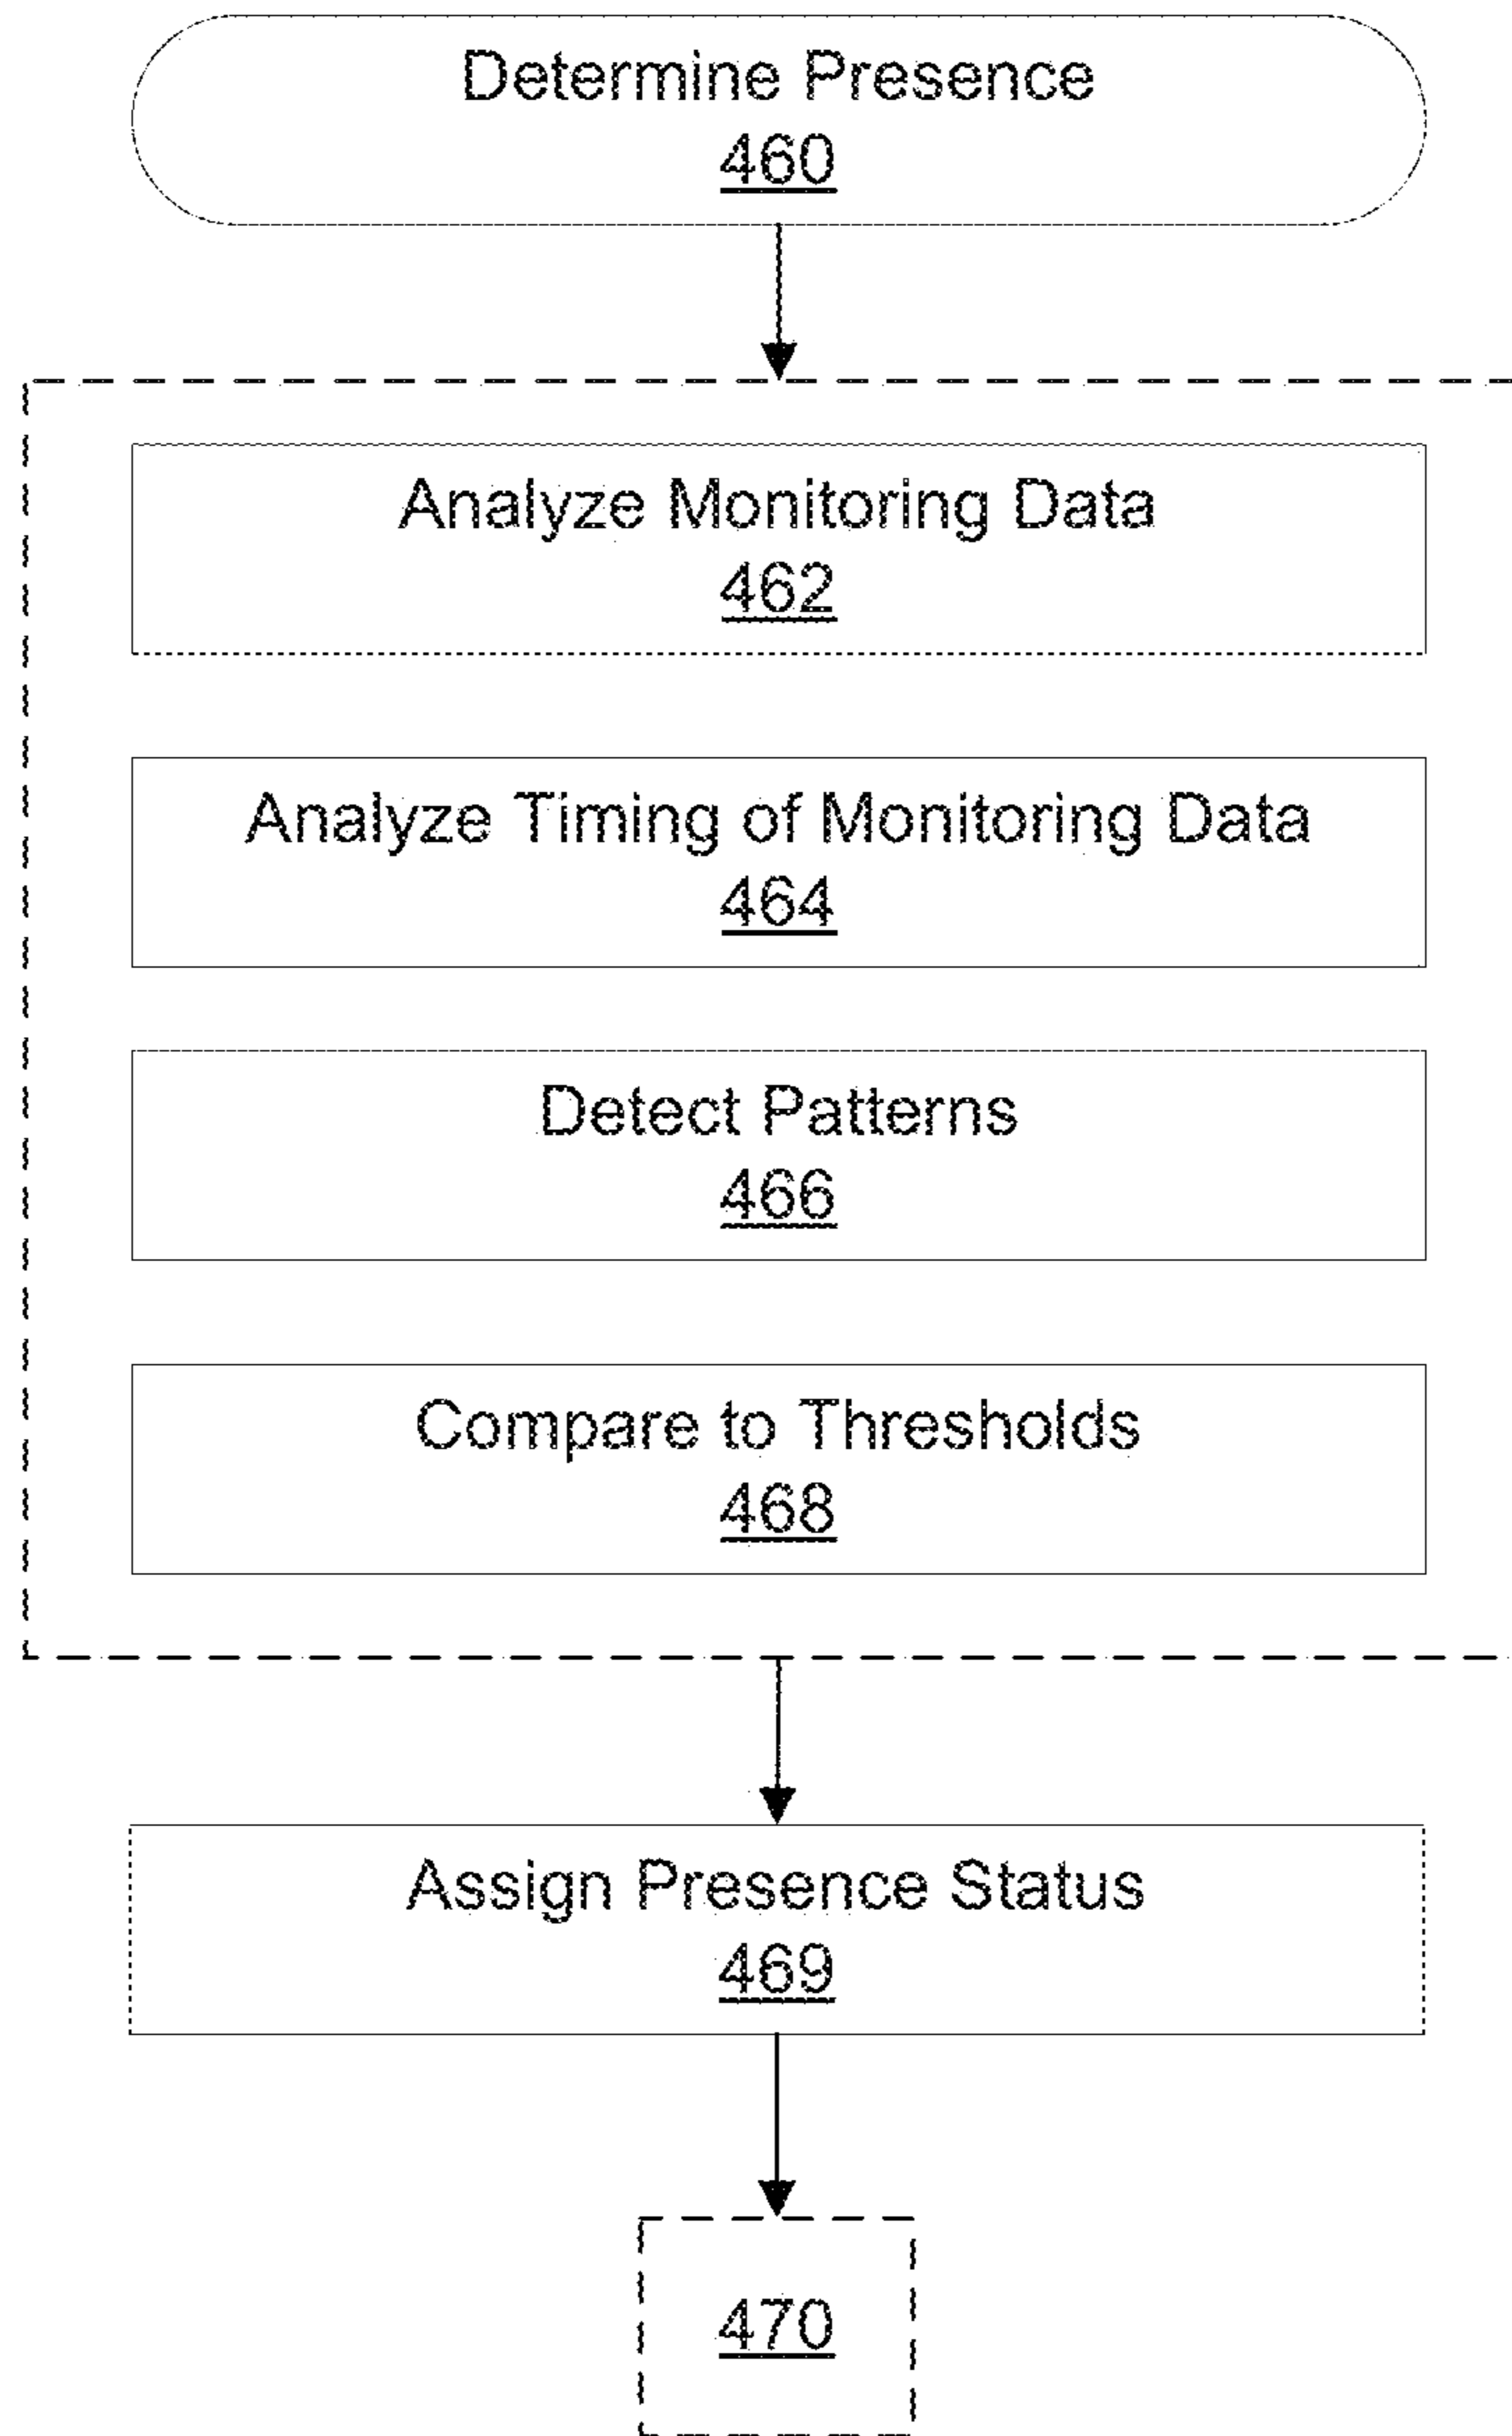 Determine Presence
460
Analyze Monitoring Data
462
Analyze Timing of Monitoring Data
464
Detect Patterns
466
Compare to Thresholds
468
Assign Presence Status
469
470